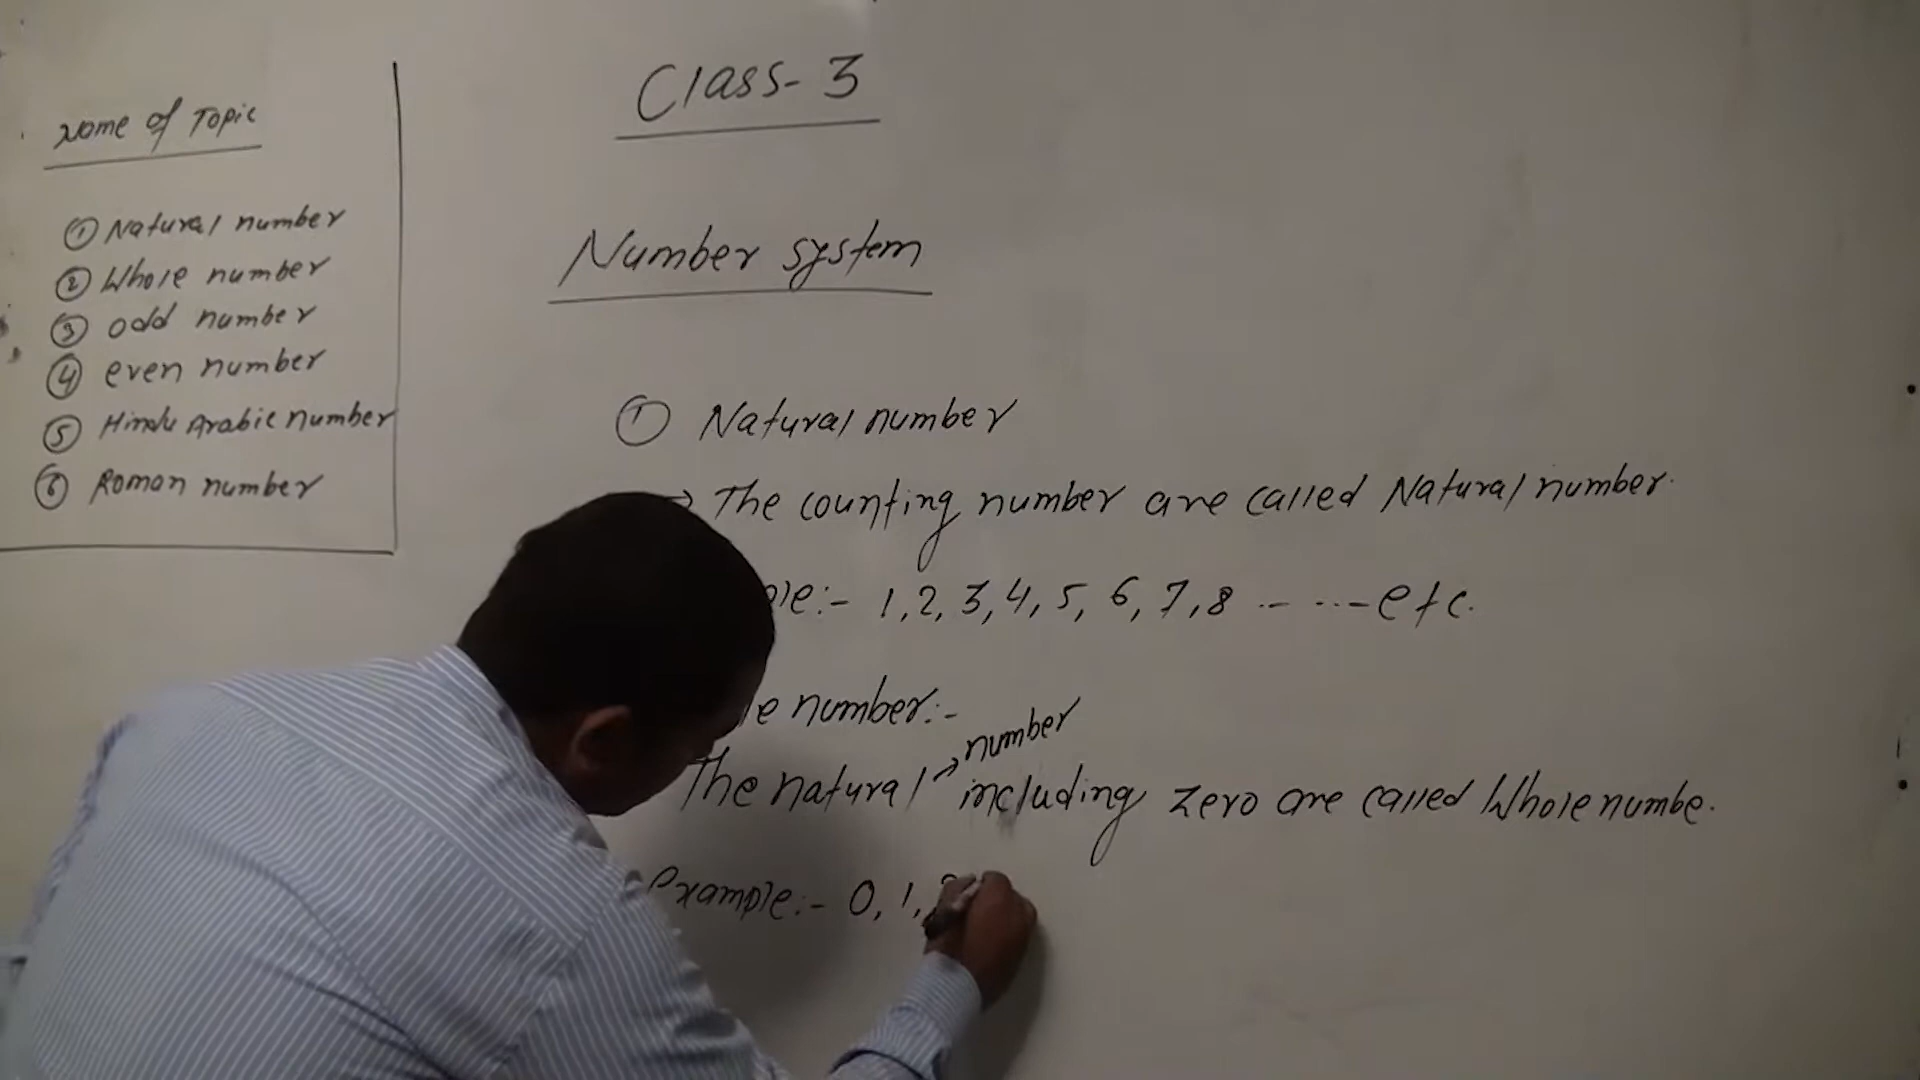 Name of Topic
① Natural number
② Whole number
③ odd number
④ even number
⑤ Hindu Arabic number
⑥ Roman number
Class-3
Number system
① Natural number
→ The counting number are called Natural number.
1, 2, 3, 4, 5, 6, 7, 8 -- ---etc.
number:-
number
The natural → including zero are called Whole numbe.
example:- 0, 1,